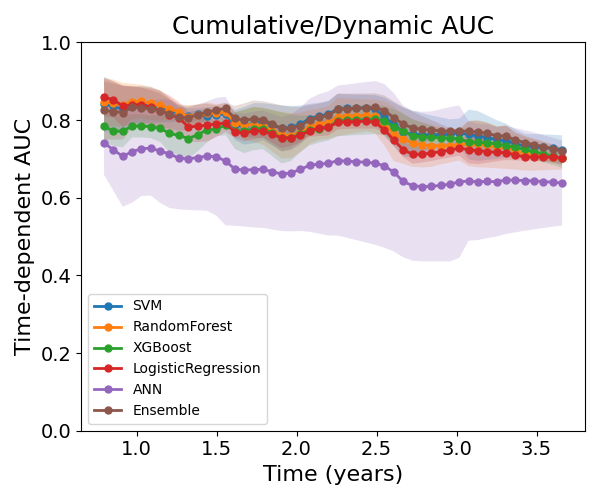 Cumulative/Dynamic AUC
Time-dependent AUC
1.0
0.8
0.6
0.4
0.2
0.0
SVM
RandomForest
XGBoost
LogisticRegression
ANN
Ensemble
1.0 1.5 2.0 2.5 3.0 3.5
Time (years)